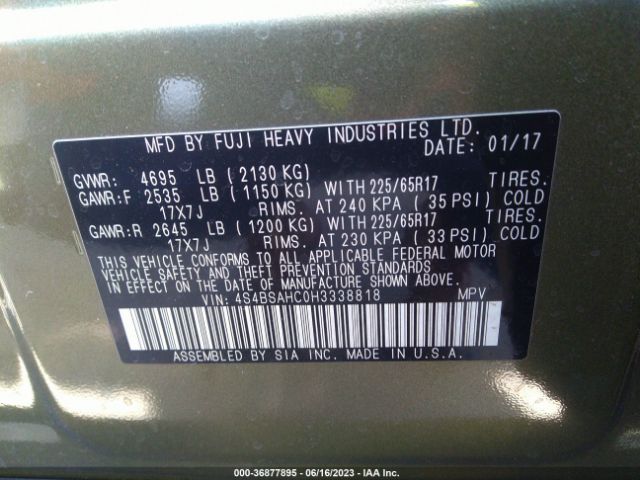 MFD BY FUJI HEAVY INDUSTRIES LTD.
DATE: 01/17
GVWR: 4695 LB ( 2130 KG)
GAWR:F 2535 LB ( 1150 KG) WITH 225/65R17 TIRES.
17X7J RIMS. AT 240 KPA ( 35 PSI) COLD
GAWR:R 2645 LB ( 1200 KG) WITH 225/65R17 TIRES.
17X7J RIMS. AT 230 KPA ( 33 PSI) COLD
THIS VEHICLE CONFORMS TO ALL APPLICABLE FEDERAL MOTOR
VEHICLE SAFETY AND THEFT PREVENTION STANDARDS
IN EFFECT ON THE DATE OF MANUFACTURE SHOWN ABOVE.
VIN: 4S4BSAHC0H3338818 MPV
ASSEMBLED BY SIA INC. MADE IN U.S.A.
000-36877895 - 06/16/2023 - IAA Inc.